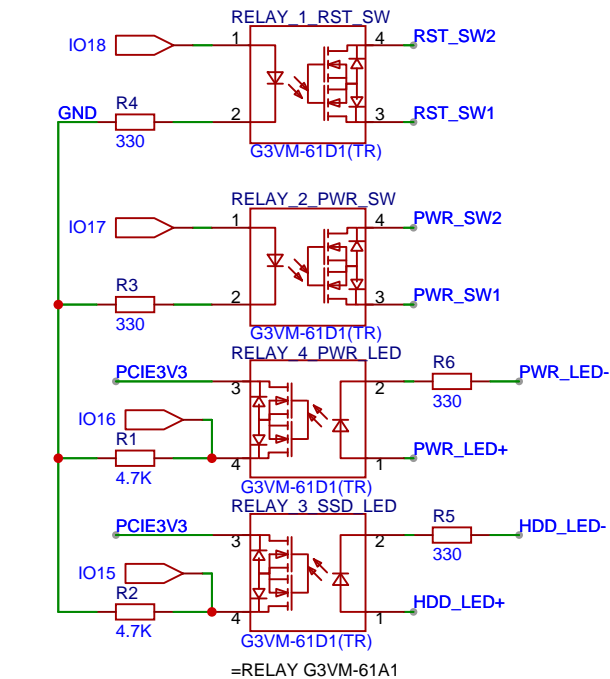 RELAY_1_RST_SW
IO18
1
4
RST_SW2
GND
R4
330
2
3
RST_SW1
G3VM-61D1(TR)
RELAY_2_PWR_SW
IO17
1
4
PWR_SW2
R3
330
2
3
PWR_SW1
G3VM-61D1(TR)
RELAY_4_PWR_LED
PCIE3V3
3
2
R6
330
PWR_LED-
IO16
R1
4.7K
4
1
PWR_LED+
G3VM-61D1(TR)
RELAY_3_SSD_LED
PCIE3V3
3
2
R5
330
HDD_LED-
IO15
R2
4.7K
4
1
HDD_LED+
G3VM-61D1(TR)
=RELAY G3VM-61A1